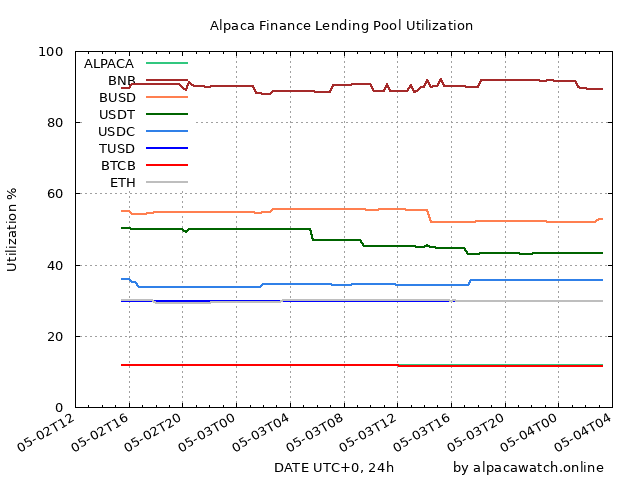 Alpaca Finance Lending Pool Utilization
Utilization %
100
80
60
40
20
0
ALPACA
BNB
BUSD
USDT
USDC
TUSD
BTCB
ETH
05-02T12
05-02T16
05-02T20
05-03T00
05-03T04
05-03T08
05-03T12
05-03T16
05-03T20
05-04T00
05-04T04
DATE UTC+0, 24h
by alpacawatch.online